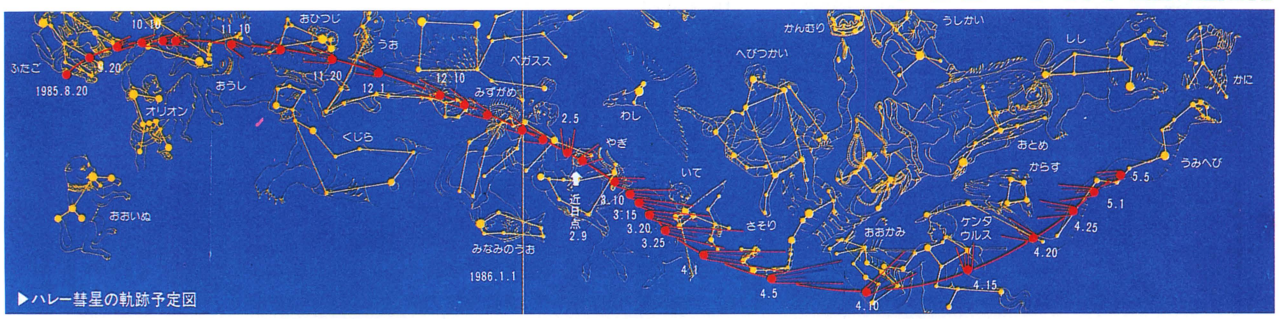 ふたご
1985.8.20
9.20
10.10
オリオン
おおいぬ
おうし
11.10
おひつじ
11.20
うお
12.1
くじら
12.10
ペガスス
みずがめ
みなみのうお
1986.1.1
2.5
近日点
2.9
やぎ
わし
3.10
3.15
3.20
3.25
いて
4.1
へびつかい
さそり
4.5
かんむり
うしかい
おおかみ
4.10
ケンタ
ウルス
4.15
おとめ
からす
しし
かに
うみへび
4.20
4.25
5.1
5.5
▶ハレー彗星の軌跡予定図